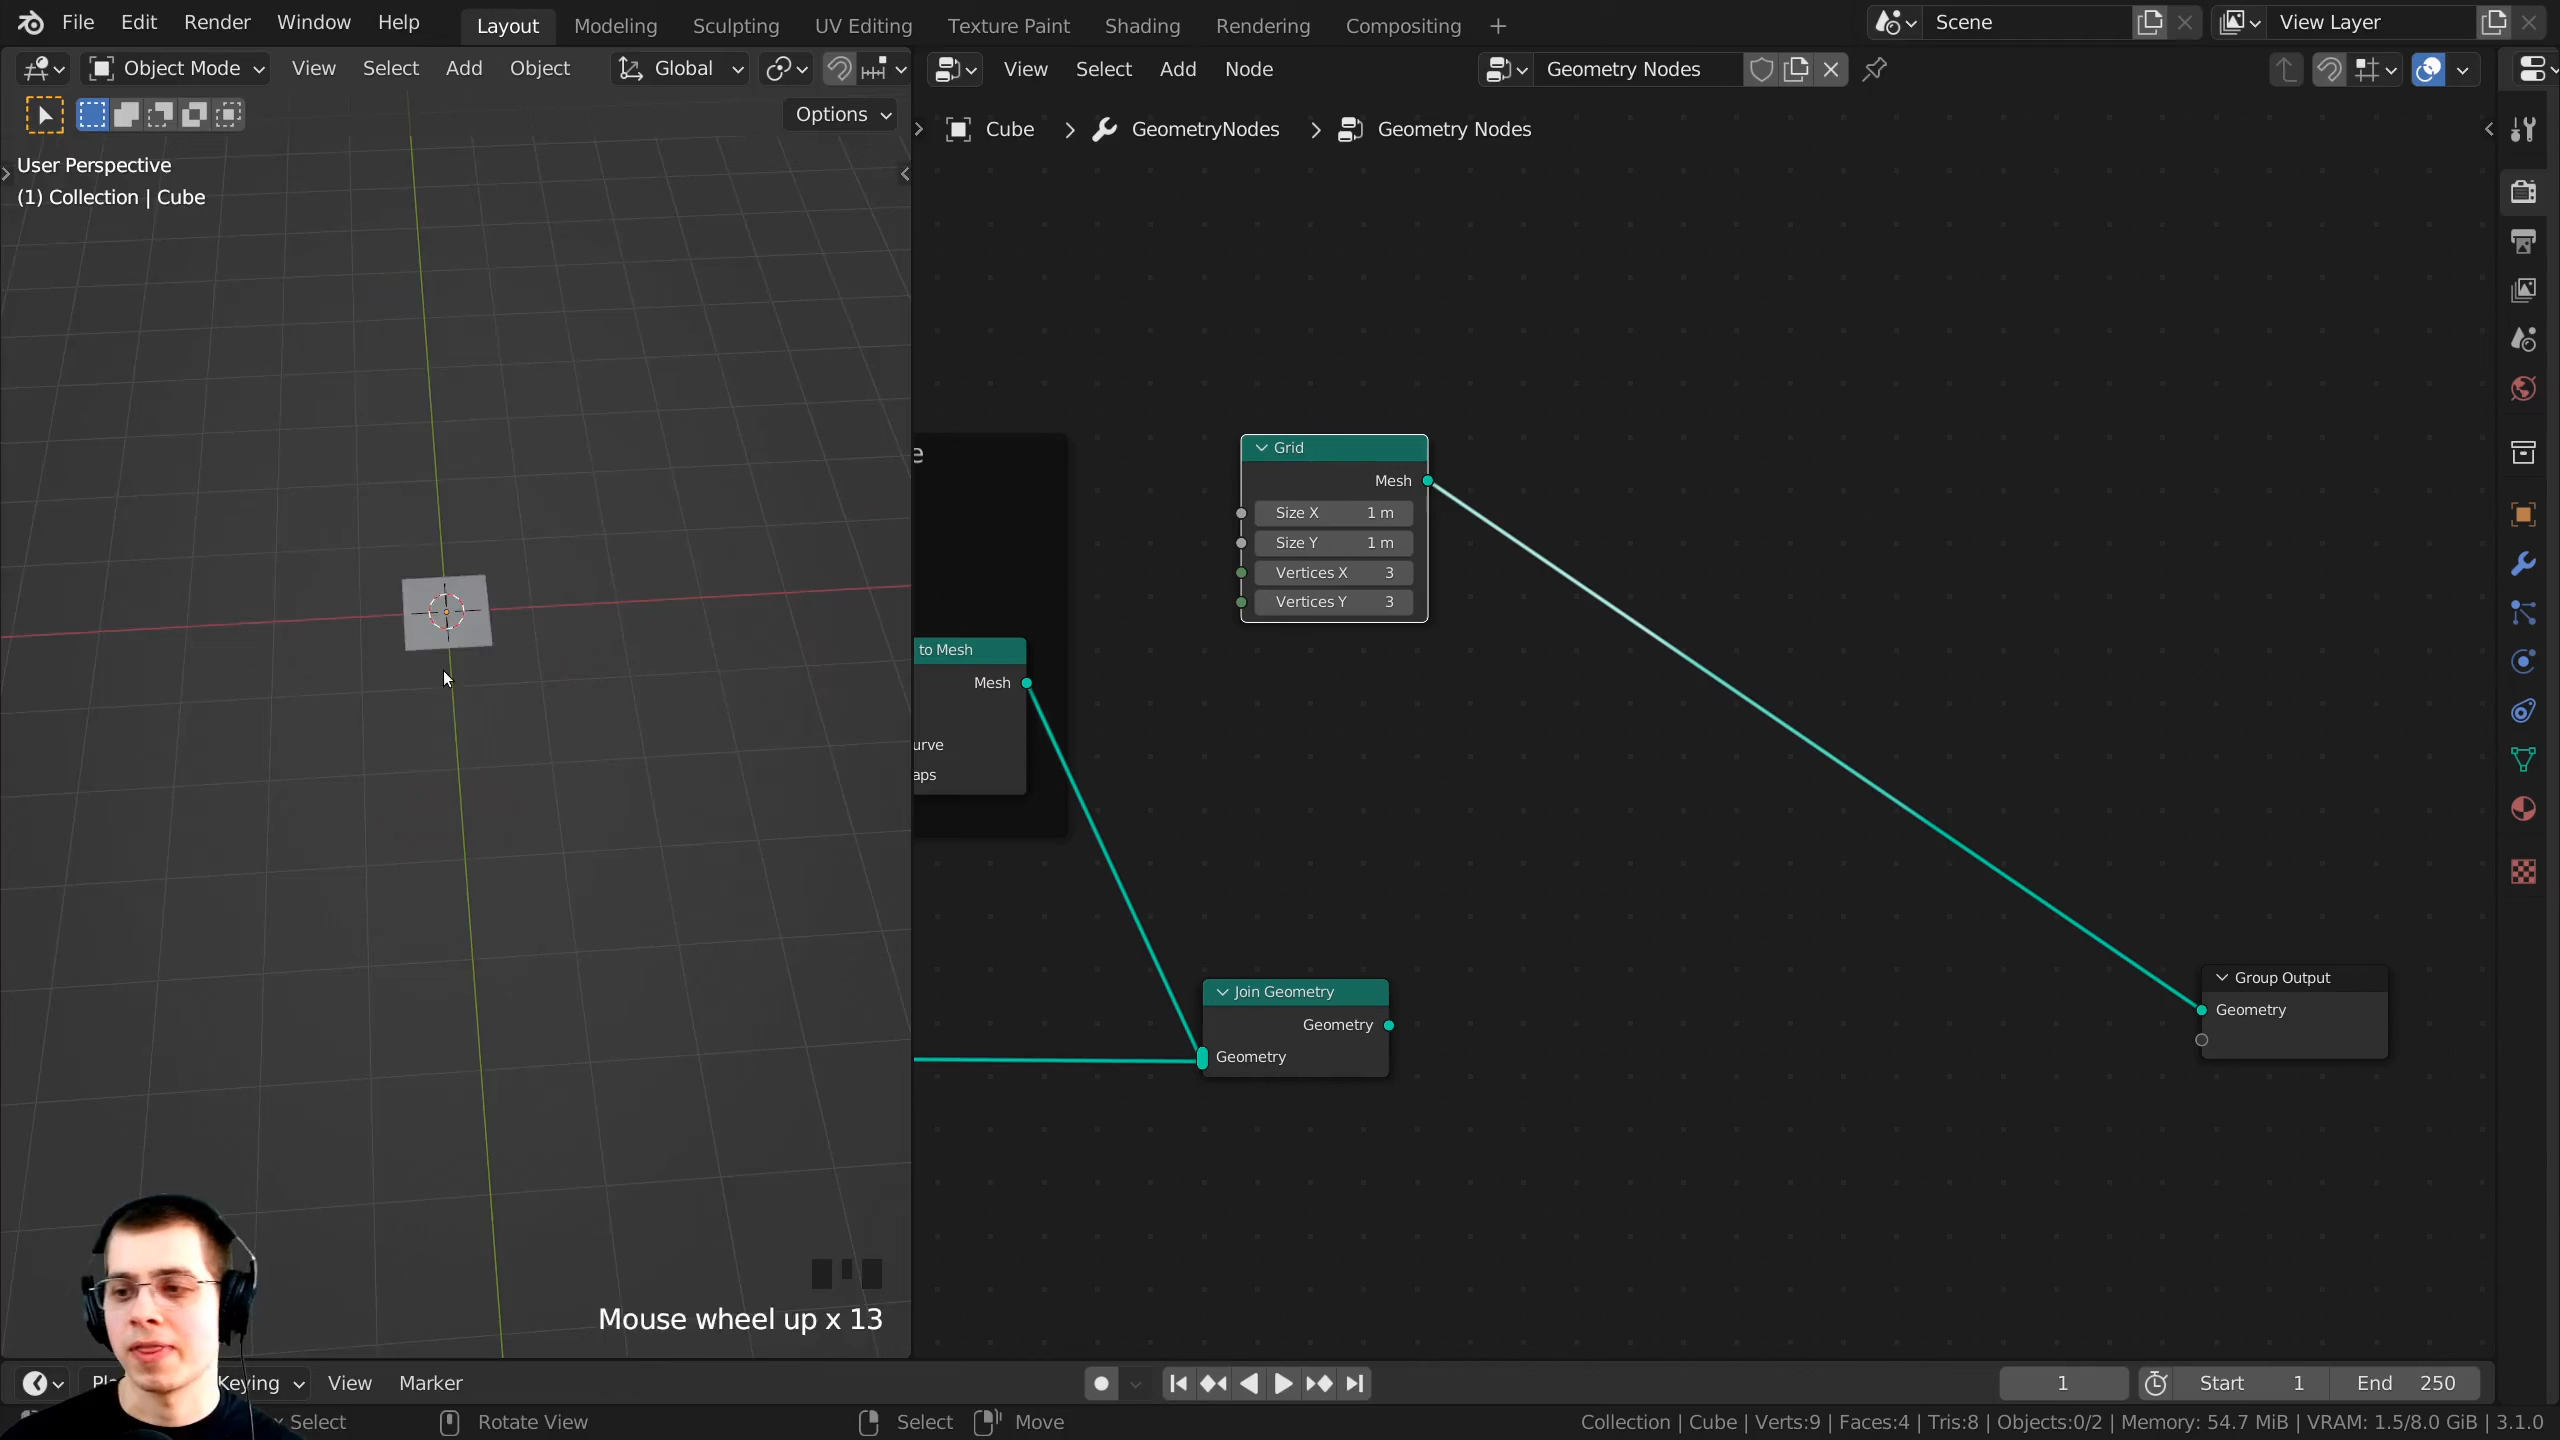 File Edit Render Window Help Layout Modeling Sculpting UV Editing Texture Paint Shading Rendering Compositing + Scene View Layer
Object Mode View Select Add Object Global View Select Add Node Geometry Nodes
Options
Cube > GeometryNodes > Geometry Nodes
User Perspective
(1) Collection | Cube
Grid
Mesh
Size X 1 m
Size Y 1 m
Vertices X 3
Vertices Y 3
e
to Mesh
Mesh
urve
aps
Join Geometry
Geometry
Geometry
Group Output
Geometry
Mouse wheel up x 13
Keying View Marker 1 Start 1 End 250
Select Rotate View Select Move Collection | Cube | Verts:9 | Faces:4 | Tris:8 | Objects:0/2 | Memory: 54.7 MiB | VRAM: 1.5/8.0 GiB | 3.1.0